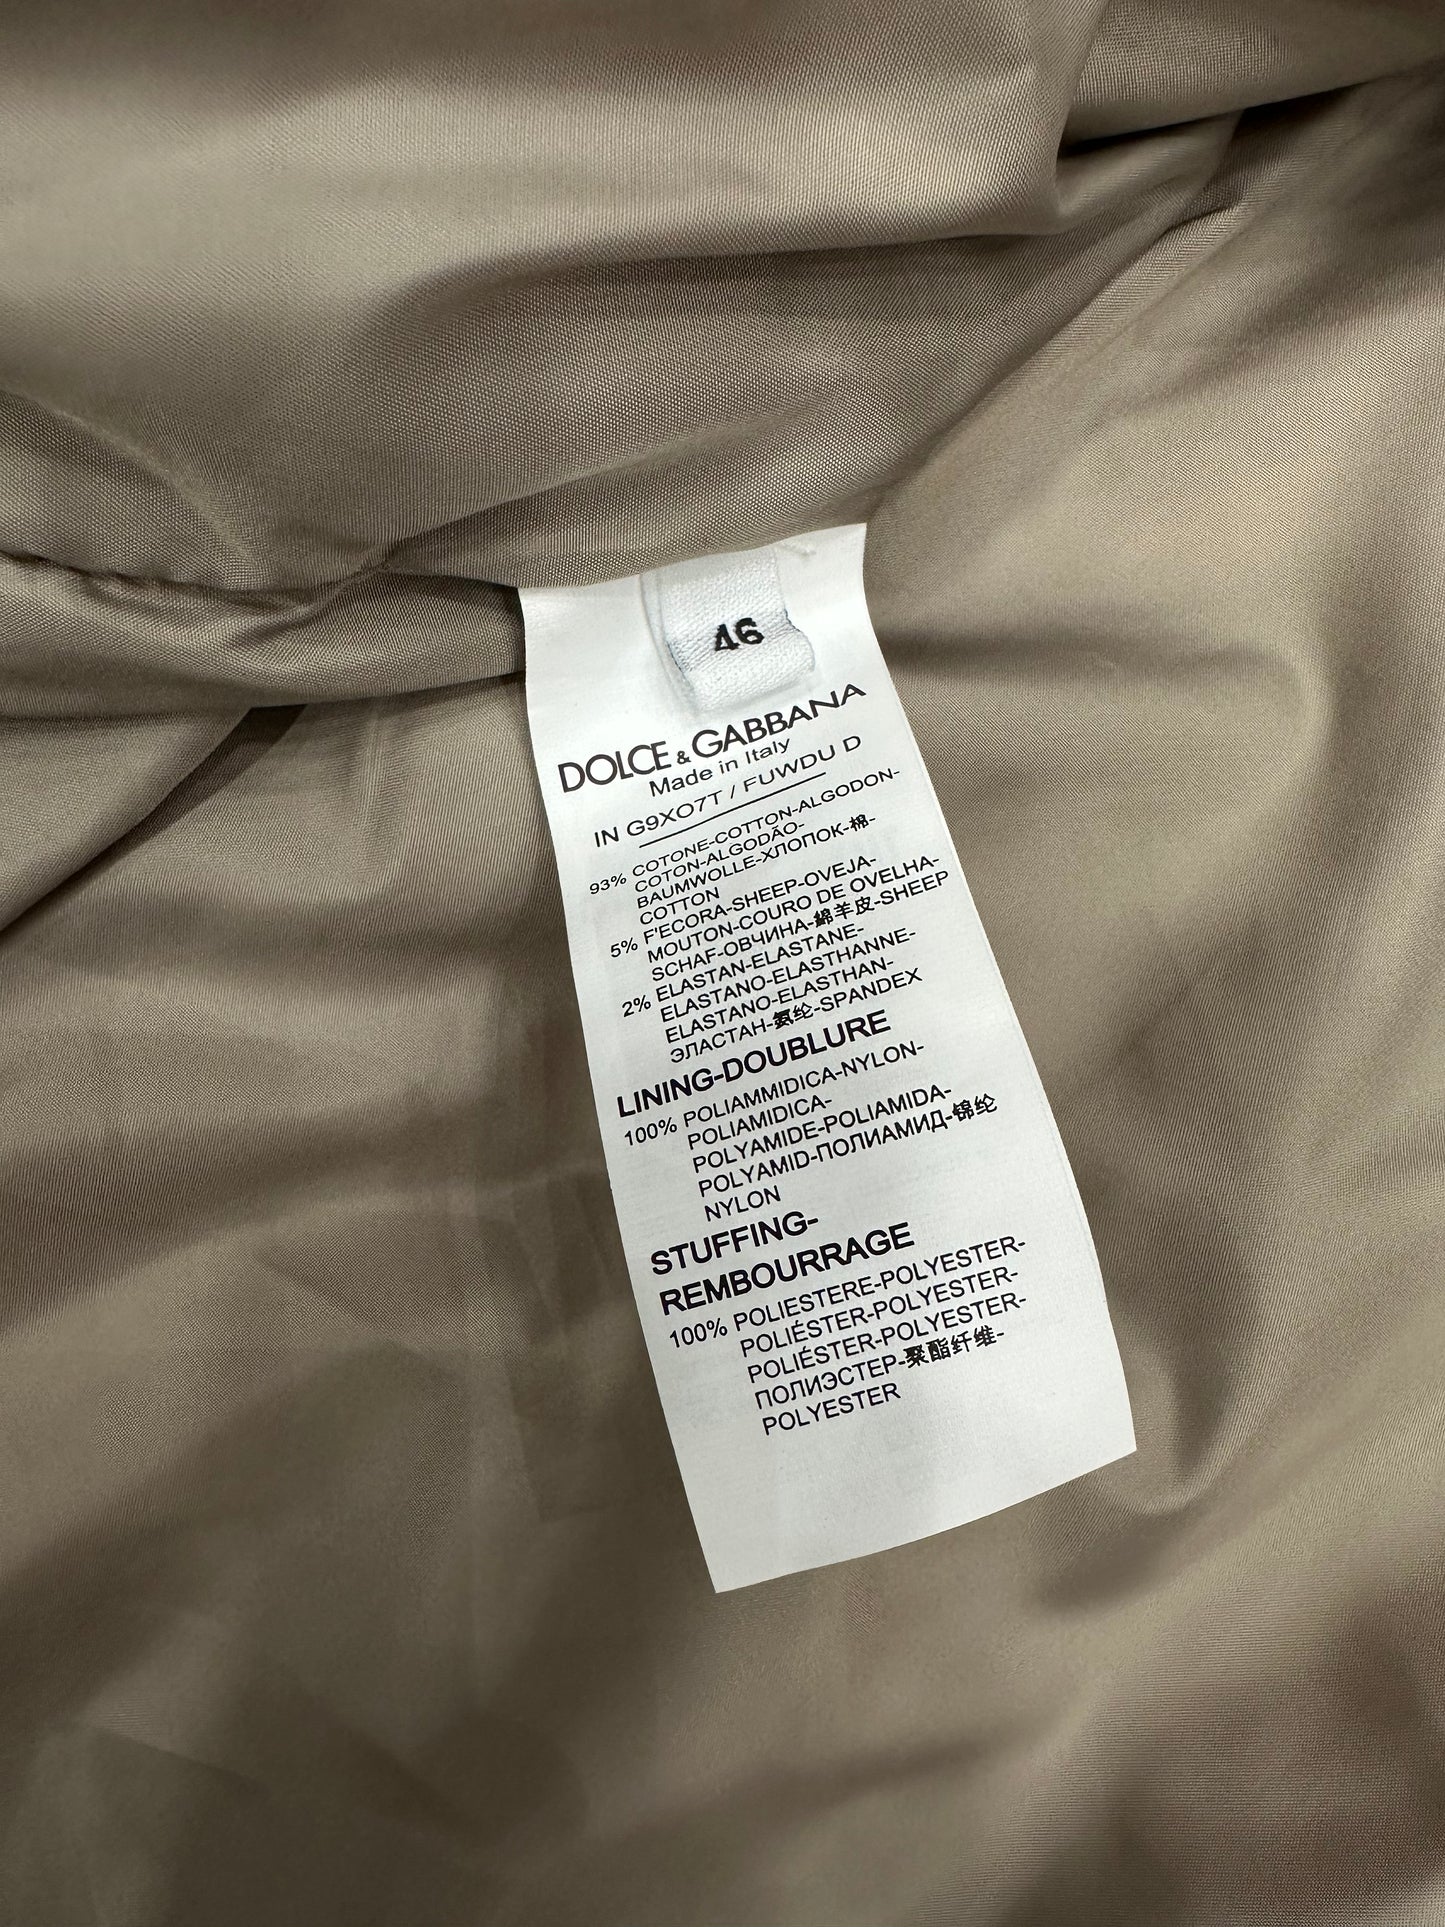 46
DOLCE & GABBANA
Made in Italy
IN G9XO7T / FUWDU D
93% COTONE-COTTON-ALGODON-
COTON-ALGODÃO-
BAUMWOLLE-ХЛОПОК-棉-
COTTON
5% F'ECORA-SHEEP-OVEJA-
MOUTON-COURO DE OVELHA-
SCHAF-ОВЧИНА-綿羊皮-SHEEP
2% ELASTAN-ELASTANE-
ELASTANO-ELASTHANNE-
ELASTANO-ELASTHAN-
ЭЛАСТАН-氨纶-SPANDEX
LINING-DOUBLURE
100% POLIAMMIDICA-NYLON-
POLIAMIDICA-
POLYAMIDE-POLIAMIDA-
POLYAMID-ПОЛИАМИД-锦纶
NYLON
STUFFING-
REMBOURRAGE
100% POLIESTERE-POLYESTER-
POLIÉSTER-POLYESTER-
POLIÉSTER-POLYESTER-
ПОЛИЭСТЕР-聚酯纤维-
POLYESTER